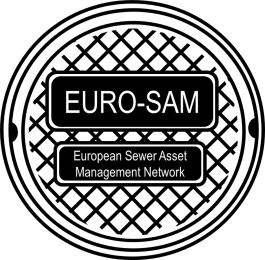 EURO-SAM
European Sewer Asset
Management Network